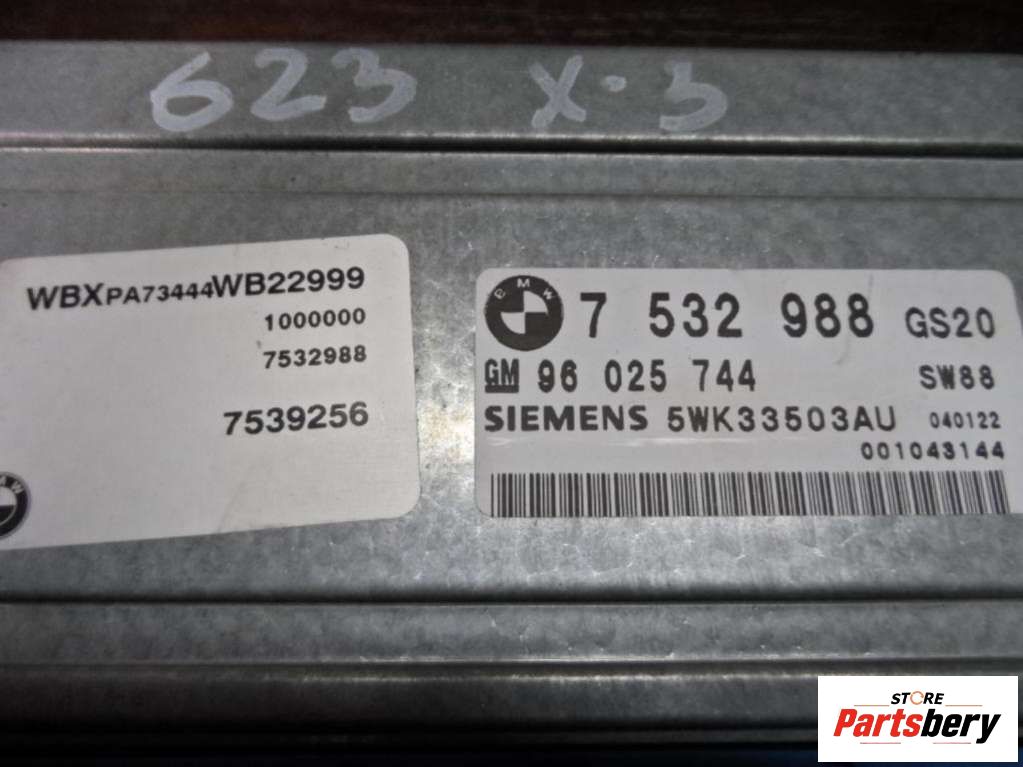 623 X-3
WBXPA73444WB22999
1000000
7532988
7539256
BMW
BMW 7 532 988 GS20
GM 96 025 744 SW88
SIEMENS 5WK33503AU 040122
001043144
STORE
Partsbery